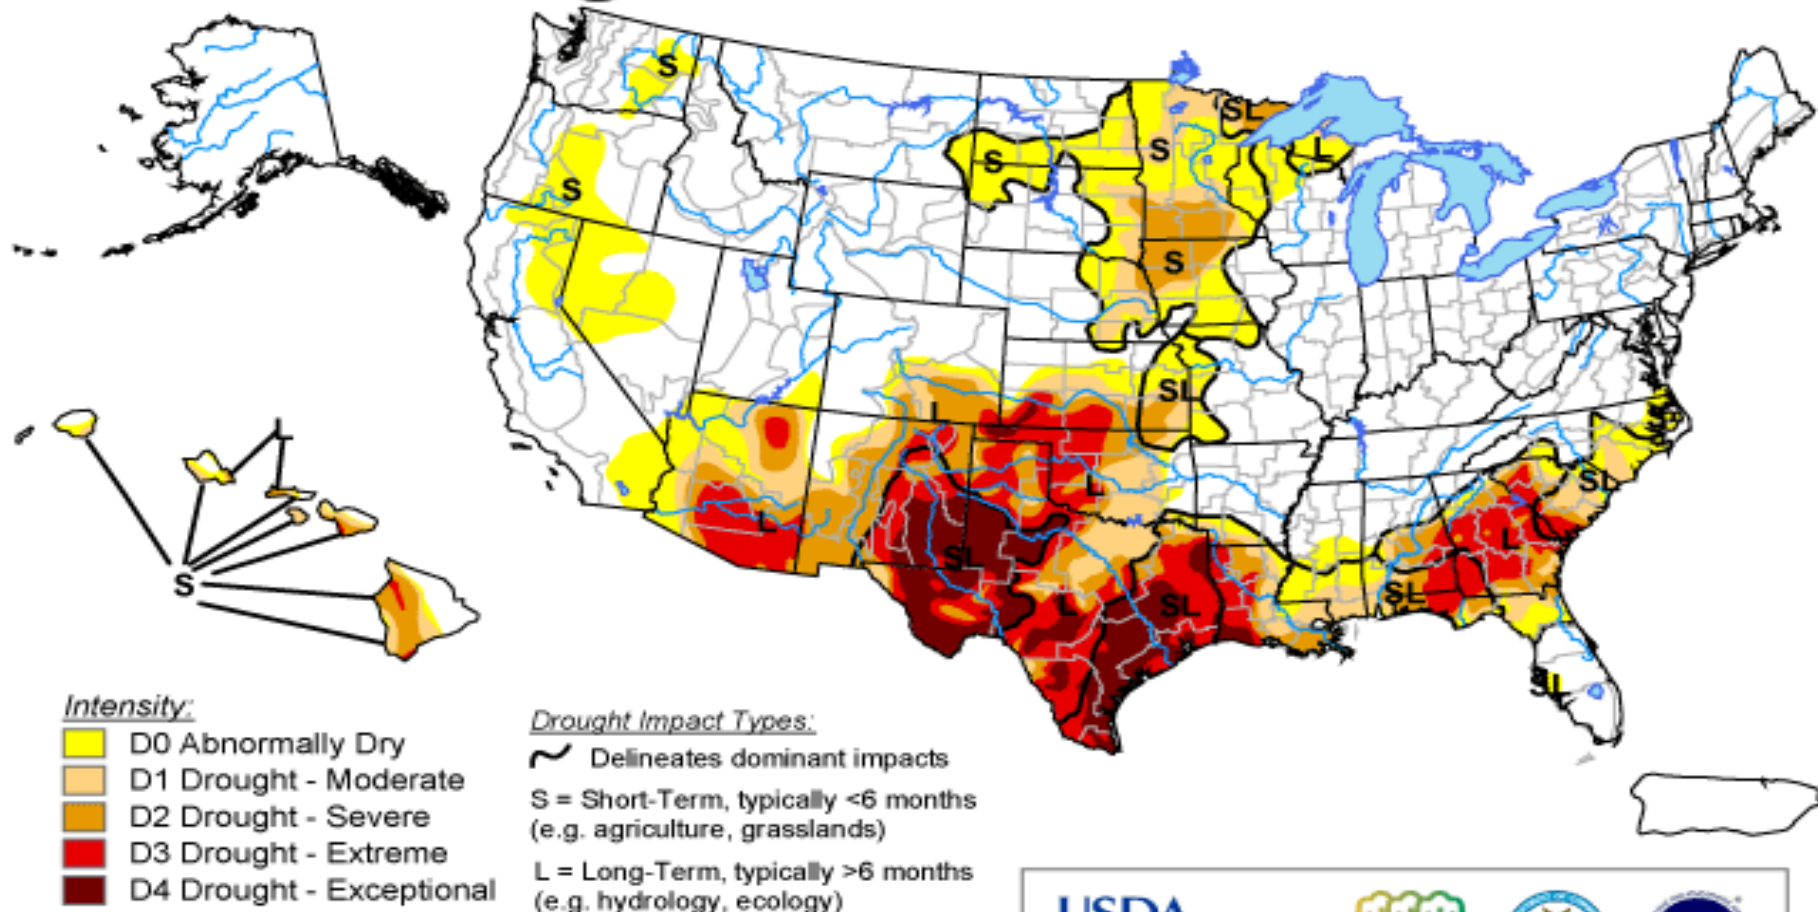 S
SL
S
L
S
S
S
SL
L
L
SL
L
L
L
SL
SL
L
SL
SL
S
SL
Intensity:
D0 Abnormally Dry
D1 Drought - Moderate
D2 Drought - Severe
D3 Drought - Extreme
D4 Drought - Exceptional
Drought Impact Types:
Delineates dominant impacts
S = Short-Term, typically <6 months
(e.g. agriculture, grasslands)
L = Long-Term, typically >6 months
(e.g. hydrology, ecology)
USDA